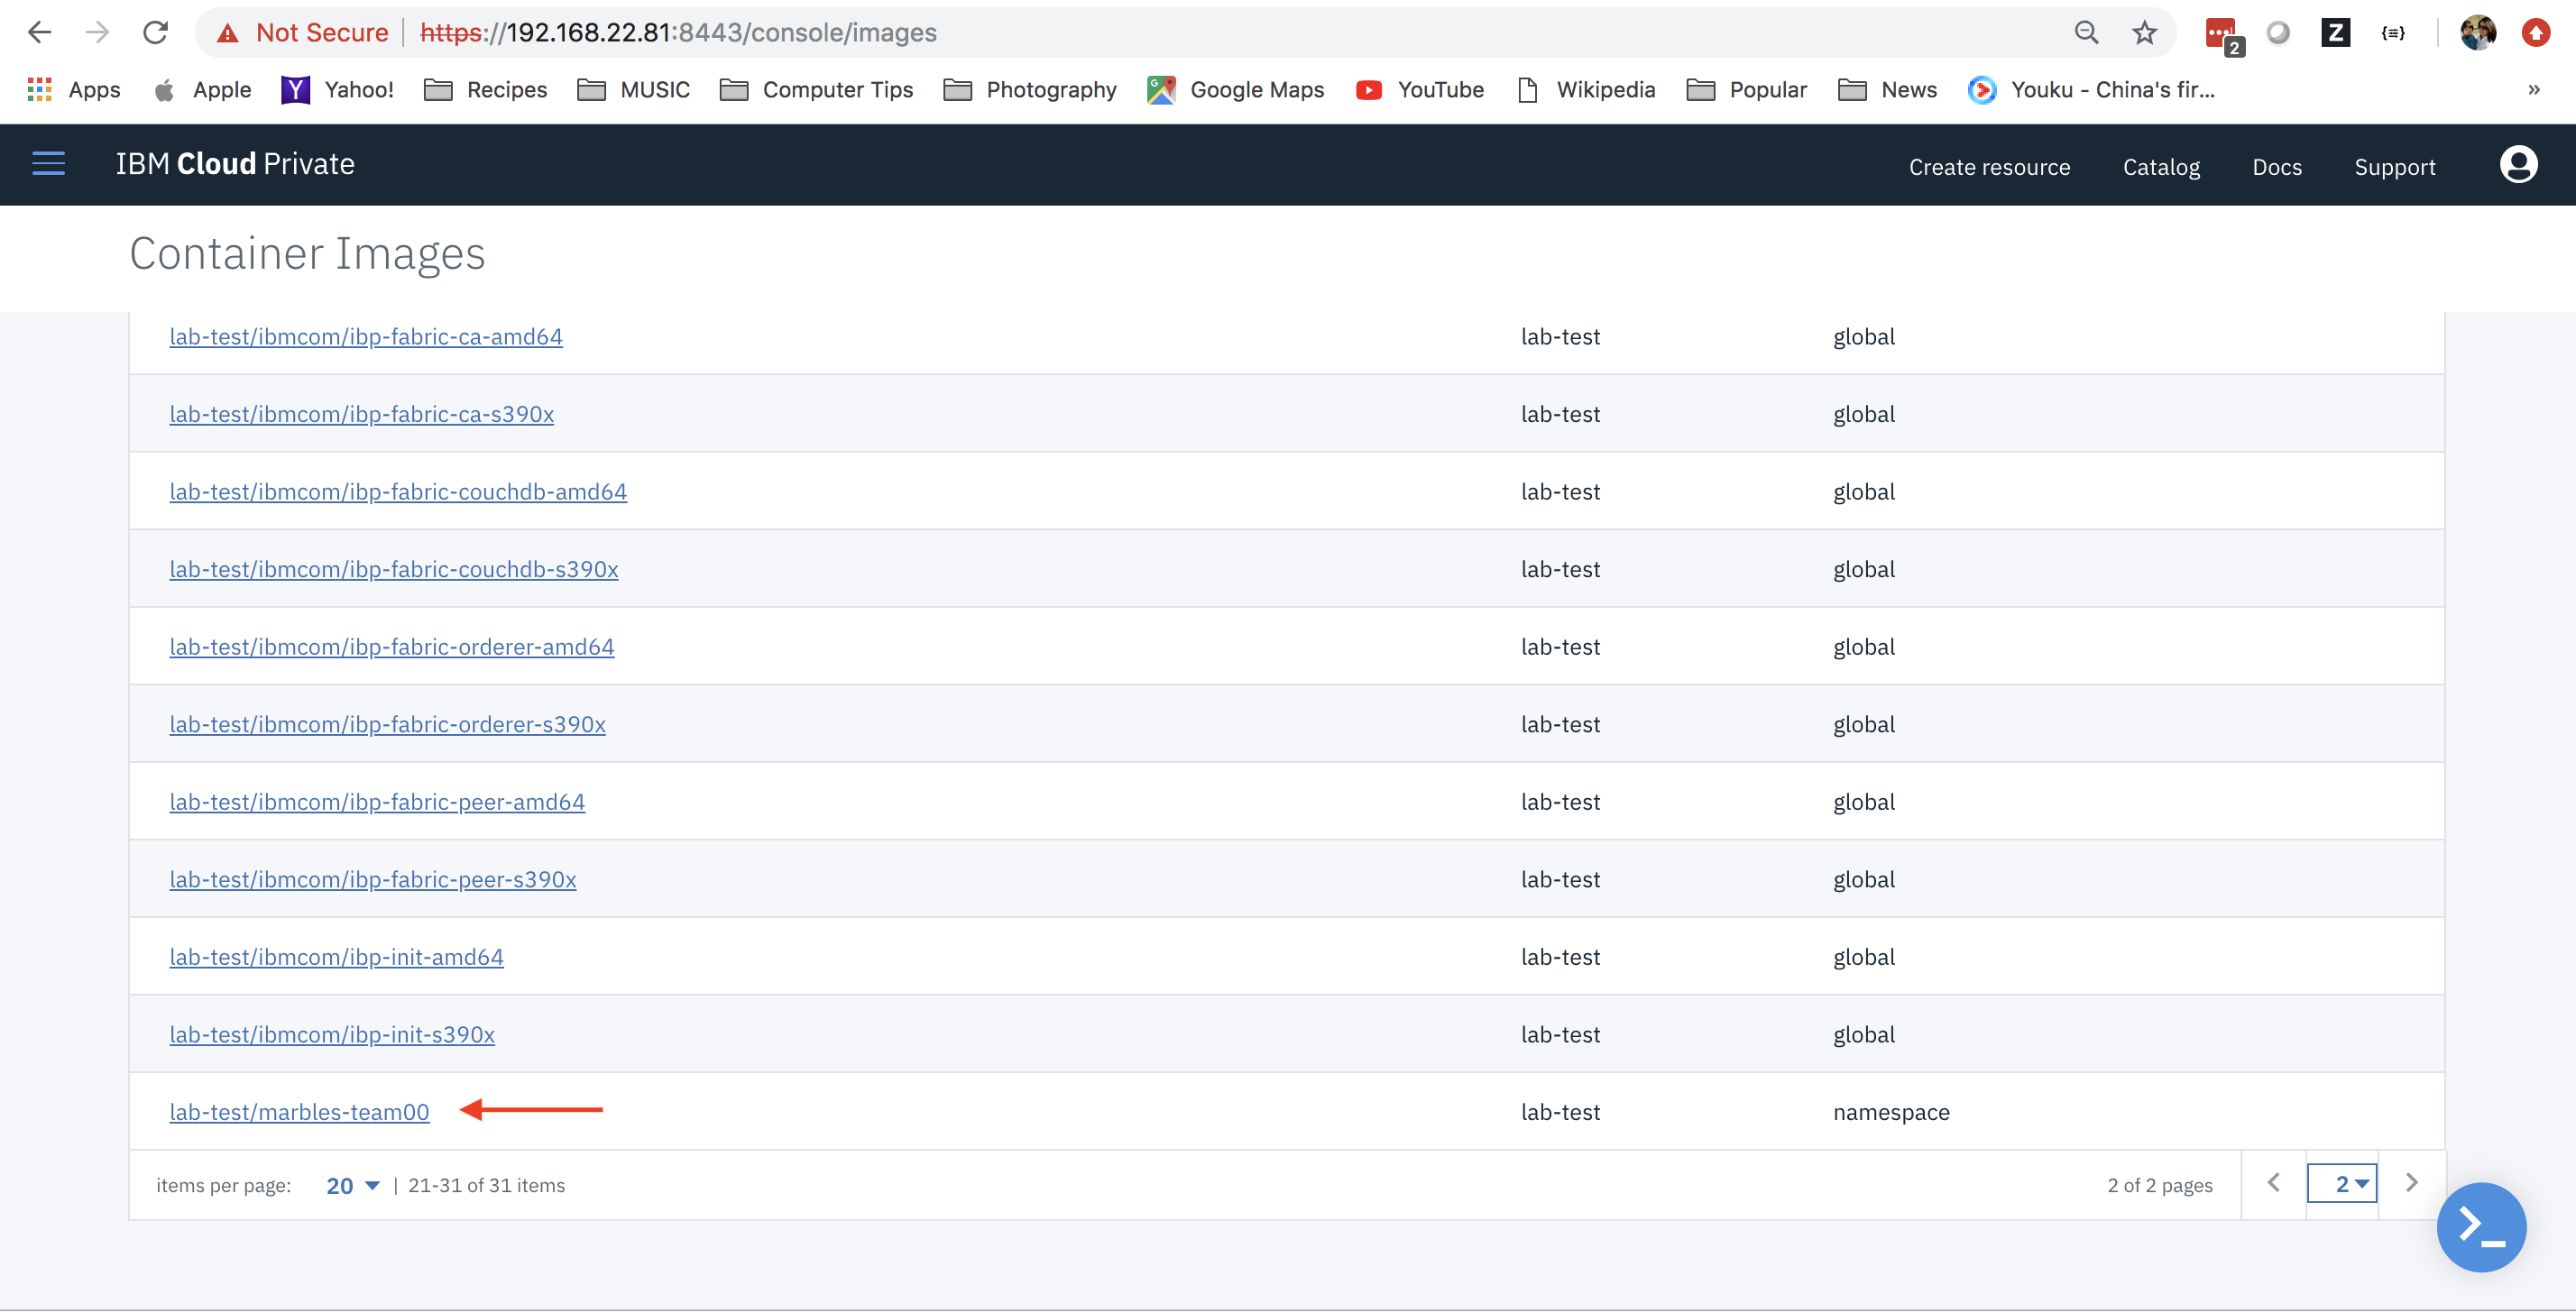 Not Secure | https://192.168.22.81:8443/console/images
2
Z
Apps Apple Yahoo! Recipes MUSIC Computer Tips Photography Google Maps YouTube Wikipedia Popular News Youku - China's fir... »
IBM Cloud Private Create resource Catalog Docs Support
Container Images
lab-test/ibmcom/ibp-fabric-ca-amd64 lab-test global
lab-test/ibmcom/ibp-fabric-ca-s390x lab-test global
lab-test/ibmcom/ibp-fabric-couchdb-amd64 lab-test global
lab-test/ibmcom/ibp-fabric-couchdb-s390x lab-test global
lab-test/ibmcom/ibp-fabric-orderer-amd64 lab-test global
lab-test/ibmcom/ibp-fabric-orderer-s390x lab-test global
lab-test/ibmcom/ibp-fabric-peer-amd64 lab-test global
lab-test/ibmcom/ibp-fabric-peer-s390x lab-test global
lab-test/ibmcom/ibp-init-amd64 lab-test global
lab-test/ibmcom/ibp-init-s390x lab-test global
lab-test/marbles-team00 lab-test namespace
items per page: 20 | 21-31 of 31 items 2 of 2 pages 2